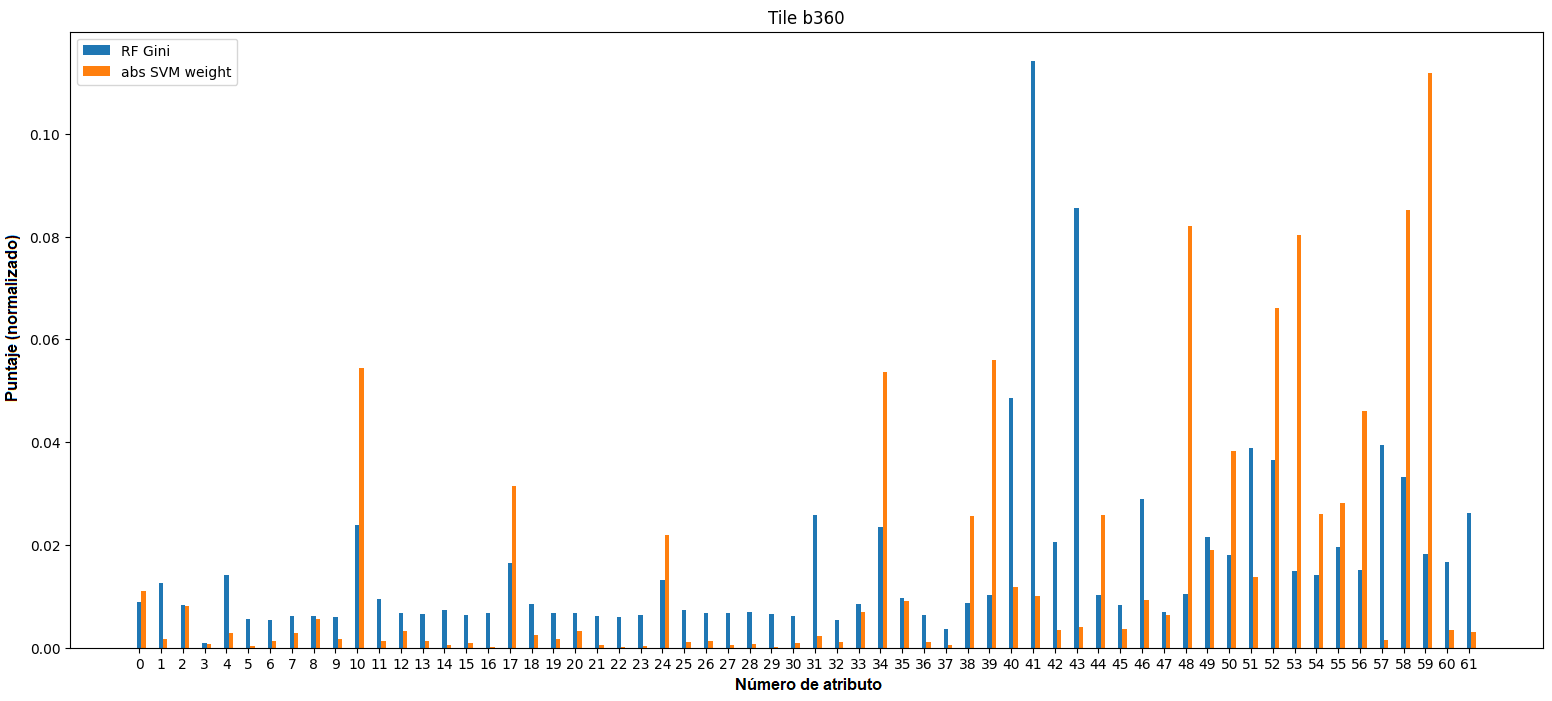 Tile b360
RF Gini
abs SVM weight
Puntaje (normalizado)
0.10
0.08
0.06
0.04
0.02
0.00
0 1 2 3 4 5 6 7 8 9 10 11 12 13 14 15 16 17 18 19 20 21 22 23 24 25 26 27 28 29 30 31 32 33 34 35 36 37 38 39 40 41 42 43 44 45 46 47 48 49 50 51 52 53 54 55 56 57 58 59 60 61
Número de atributo